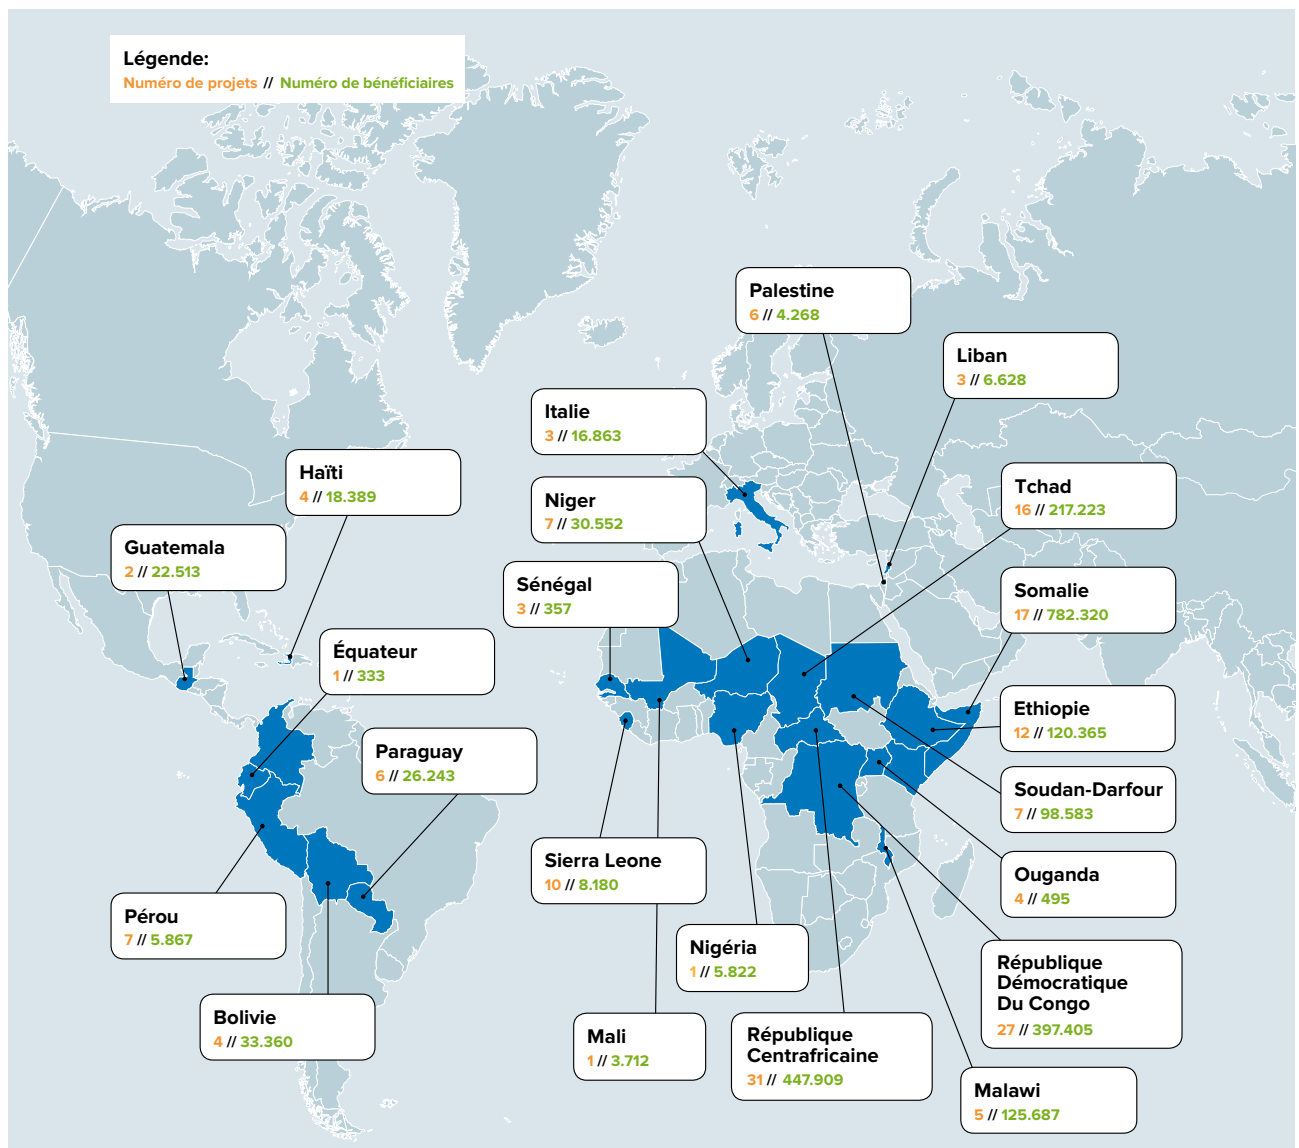 Légende:
Numéro de projets // Numéro de bénéficiaires
Palestine
6 // 4.268
Liban
3 // 6.628
Italie
3 // 16.863
Haïti
4 // 18.389
Niger
7 // 30.552
Tchad
16 // 217.223
Guatemala
2 // 22.513
Sénégal
3 // 357
Somalie
17 // 782.320
Équateur
1 // 333
Ethiopie
12 // 120.365
Paraguay
6 // 26.243
Soudan-Darfour
7 // 98.583
Sierra Leone
10 // 8.180
Ouganda
4 // 495
Pérou
7 // 5.867
Nigéria
1 // 5.822
République
Démocratique
Du Congo
27 // 397.405
Bolivie
4 // 33.360
Mali
1 // 3.712
République
Centrafricaine
31 // 447.909
Malawi
5 // 125.687